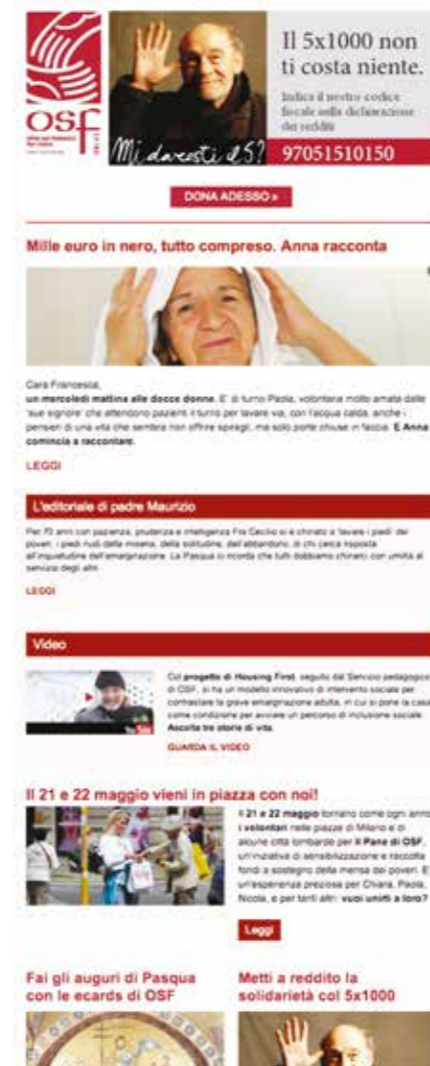 OSF
Mi daresti il 5?
Il 5x1000 non
ti costa niente.
Indica il nostro codice
fiscale nella dichiarazione
dei redditi
97051510150
DONA ADESSO »
Mille euro in nero, tutto compreso. Anna racconta
Cara Francesca,
un mercoledì mattina alle docce donne. E' di turno Paola, volontaria molto amata dalle
'sue signore' che attendono pazienti il turno per lavare via, con l'acqua calda, anche i
pensieri di una vita che sembra non offrire spiragli, ma solo porte chiuse in faccia. E Anna
comincia a raccontare.
LEGGI
L'editoriale di padre Maurizio
Per 70 anni con pazienza, prudenza e intelligenza Fra Cecilio si è chinato a 'lavare i piedi' dei
poveri, i piedi nudi della miseria, della solitudine, dell'abbandono, di chi cerca risposta
all'inquietudine dell'emarginazione. La Pasqua ci ricorda che tutti dobbiamo chinarci con umiltà al
servizio degli altri.
LEGGI
Video
Col progetto di Housing First, seguito dal Servizio pedagogico
di OSF, si ha un modello innovativo di intervento sociale per
contrastare la grave emarginazione adulta, in cui si pone la casa
come condizione per avviare un percorso di inclusione sociale.
Ascolta tre storie di vita.
GUARDA IL VIDEO
Il 21 e 22 maggio vieni in piazza con noi!
Il 21 e 22 maggio tornano come ogni anno
i volontari nelle piazze di Milano e di
alcune città lombarde per Il Pane di OSF,
un'iniziativa di sensibilizzazione e raccolta
fondi a sostegno della mensa dei poveri. E'
un'esperienza preziosa per Chiara, Paola,
Nicola, e per tanti altri: vuoi unirti a loro?
Leggi
Fai gli auguri di Pasqua
con le ecards di OSF
Metti a reddito la
solidarietà col 5x1000